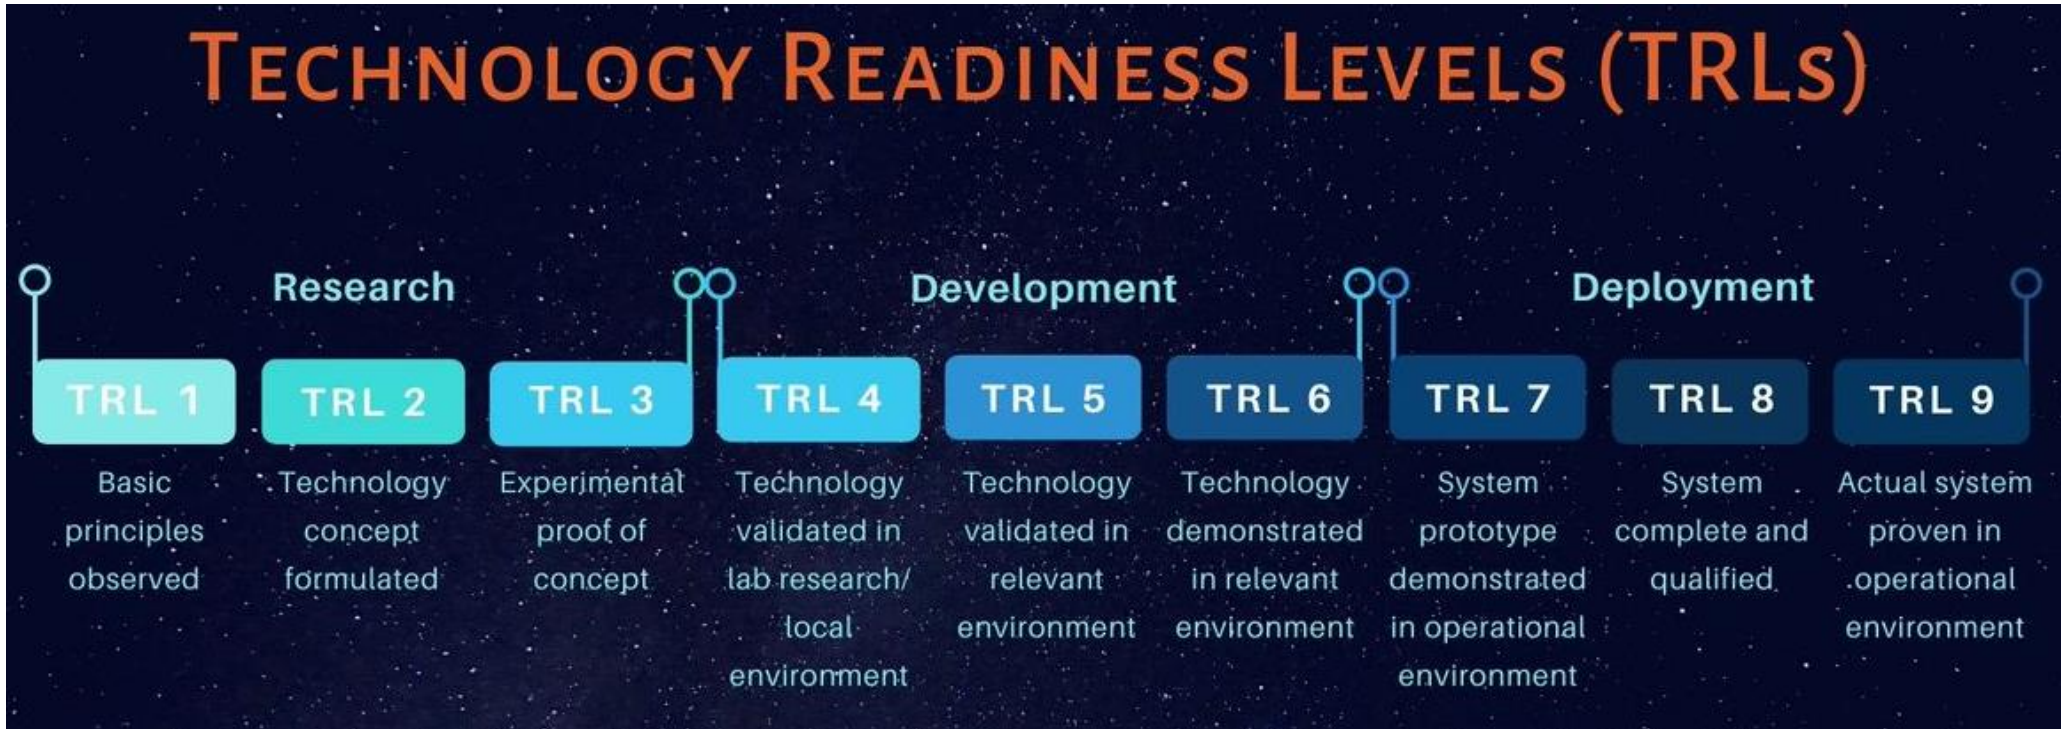 TECHNOLOGY READINESS LEVELS (TRLs)
Research
Development
Deployment
TRL 1
TRL 2
TRL 3
TRL 4
TRL 5
TRL 6
TRL 7
TRL 8
TRL 9
Basic
principles
observed
Technology
concept
formulated
Experimental
proof of
concept
Technology
validated in
lab research/
local
environment
Technology
validated in
relevant
environment
Technology
demonstrated
in relevant
environment
System
prototype
demonstrated
in operational
environment
System
complete and
qualified
Actual system
proven in
operational
environment